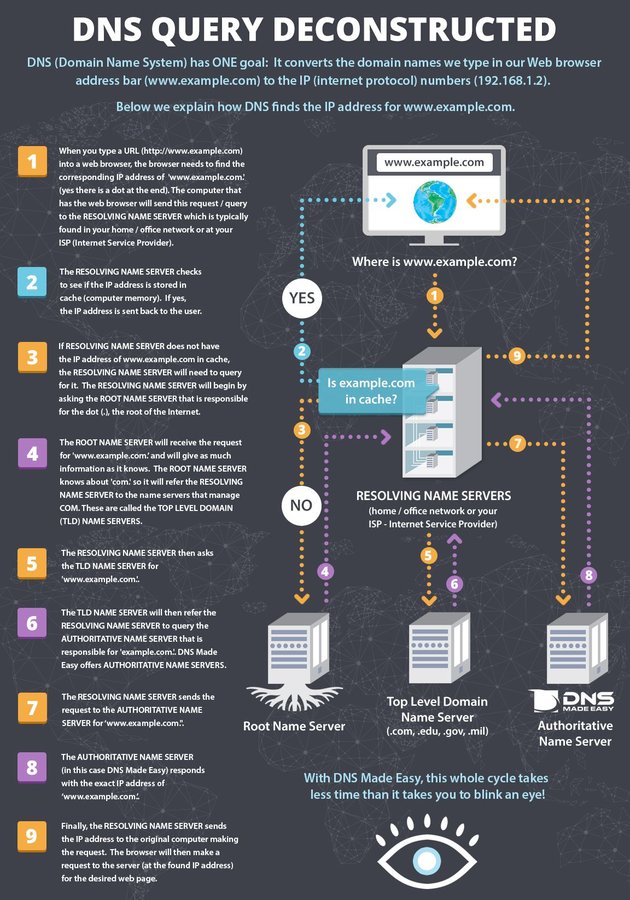 DNS QUERY DECONSTRUCTED
DNS (Domain Name System) has ONE goal: It converts the domain names we type in our Web browser
address bar (www.example.com) to the IP (internet protocol) numbers (192.168.1.2).
Below we explain how DNS finds the IP address for www.example.com.
1
When you type a URL (http://www.example.com)
into a web browser, the browser needs to find the
corresponding IP address of 'www.example.com.'
(yes there is a dot at the end). The computer that
has the web browser will send this request / query
to the RESOLVING NAME SERVER which is typically
found in your home / office network or at your
ISP (Internet Service Provider).
2
The RESOLVING NAME SERVER checks
to see if the IP address is stored in
cache (computer memory). If yes,
the IP address is sent back to the user.
3
If RESOLVING NAME SERVER does not have
the IP address of www.example.com in cache,
the RESOLVING NAME SERVER will need to query
for it. The RESOLVING NAME SERVER will begin by
asking the ROOT NAME SERVER that is responsible
for the dot (.), the root of the Internet.
4
The ROOT NAME SERVER will receive the request
for 'www.example.com.' and will give as much
information as it knows. The ROOT NAME SERVER
knows about 'com.' so it will refer the RESOLVING
NAME SERVER to the name servers that manage
COM. These are called the TOP LEVEL DOMAIN
(TLD) NAME SERVERS.
5
The RESOLVING NAME SERVER then asks
the TLD NAME SERVER for
'www.example.com.'.
6
The TLD NAME SERVER will then refer the
RESOLVING NAME SERVER to query the
AUTHORITATIVE NAME SERVER that is
responsible for 'example.com.'. DNS Made
Easy offers AUTHORITATIVE NAME SERVERS.
7
The RESOLVING NAME SERVER sends the
request to the AUTHORITATIVE NAME
SERVER for 'www.example.com.''.
8
The AUTHORITATIVE NAME SERVER
(in this case DNS Made Easy) responds
with the exact IP address of
'www.example.com.'.
9
Finally, the RESOLVING NAME SERVER sends
the IP address to the original computer making
the request. The browser will then make a
request to the server (at the found IP address)
for the desired web page.
www.example.com
Where is www.example.com?
1
YES
2
9
Is example.com
in cache?
3
8
7
RESOLVING NAME SERVERS
(home / office network or your
ISP - Internet Service Provider)
NO
4
5
6
8
Root Name Server
Top Level Domain
Name Server
(.com, .edu, .gov, .mil)
DNS
MADE EASY
Authoritative
Name Server
With DNS Made Easy, this whole cycle takes
less time than it takes you to blink an eye!